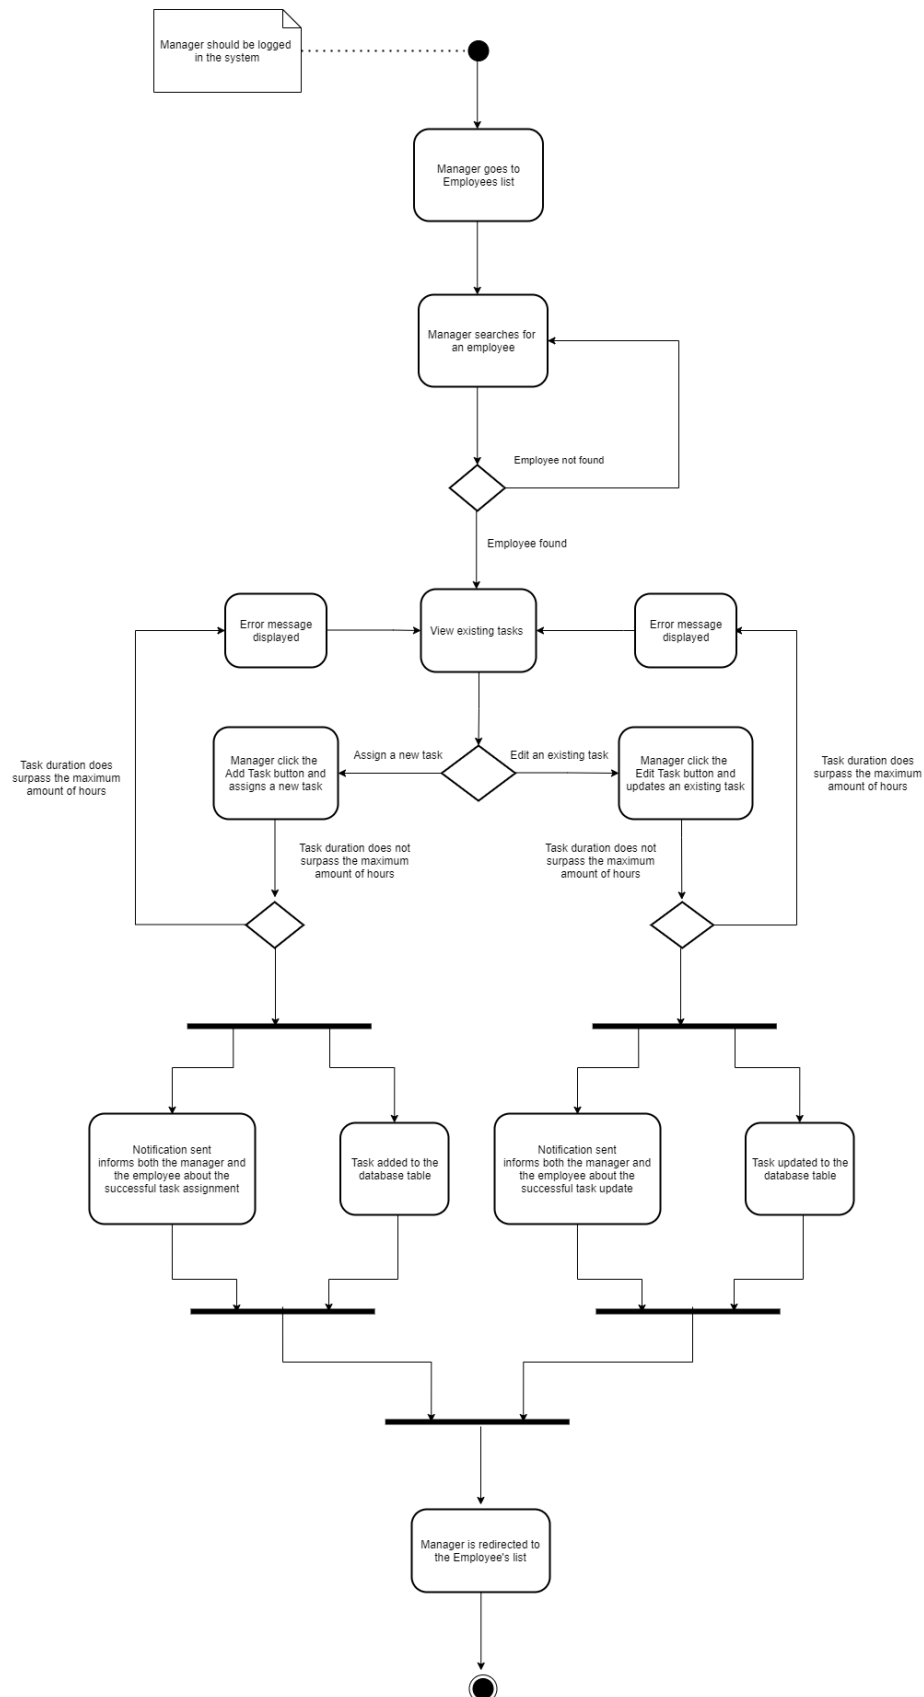 Manager should be logged
in the system
Manager goes to
Employees list
Manager searches for
an employee
Employee not found
Employee found
Error message
displayed
View existing tasks
Error message
displayed
Task duration does
surpass the maximum
amount of hours
Manager click the
Add Task button and
assigns a new task
Assign a new task
Edit an existing task
Manager click the
Edit Task button and
updates an existing task
Task duration does
surpass the maximum
amount of hours
Task duration does not
surpass the maximum
amount of hours
Task duration does not
surpass the maximum
amount of hours
Notification sent
informs both the manager and
the employee about the
successful task assignment
Task added to the
database table
Notification sent
informs both the manager and
the employee about the
successful task update
Task updated to the
database table
Manager is redirected to
the Employee's list